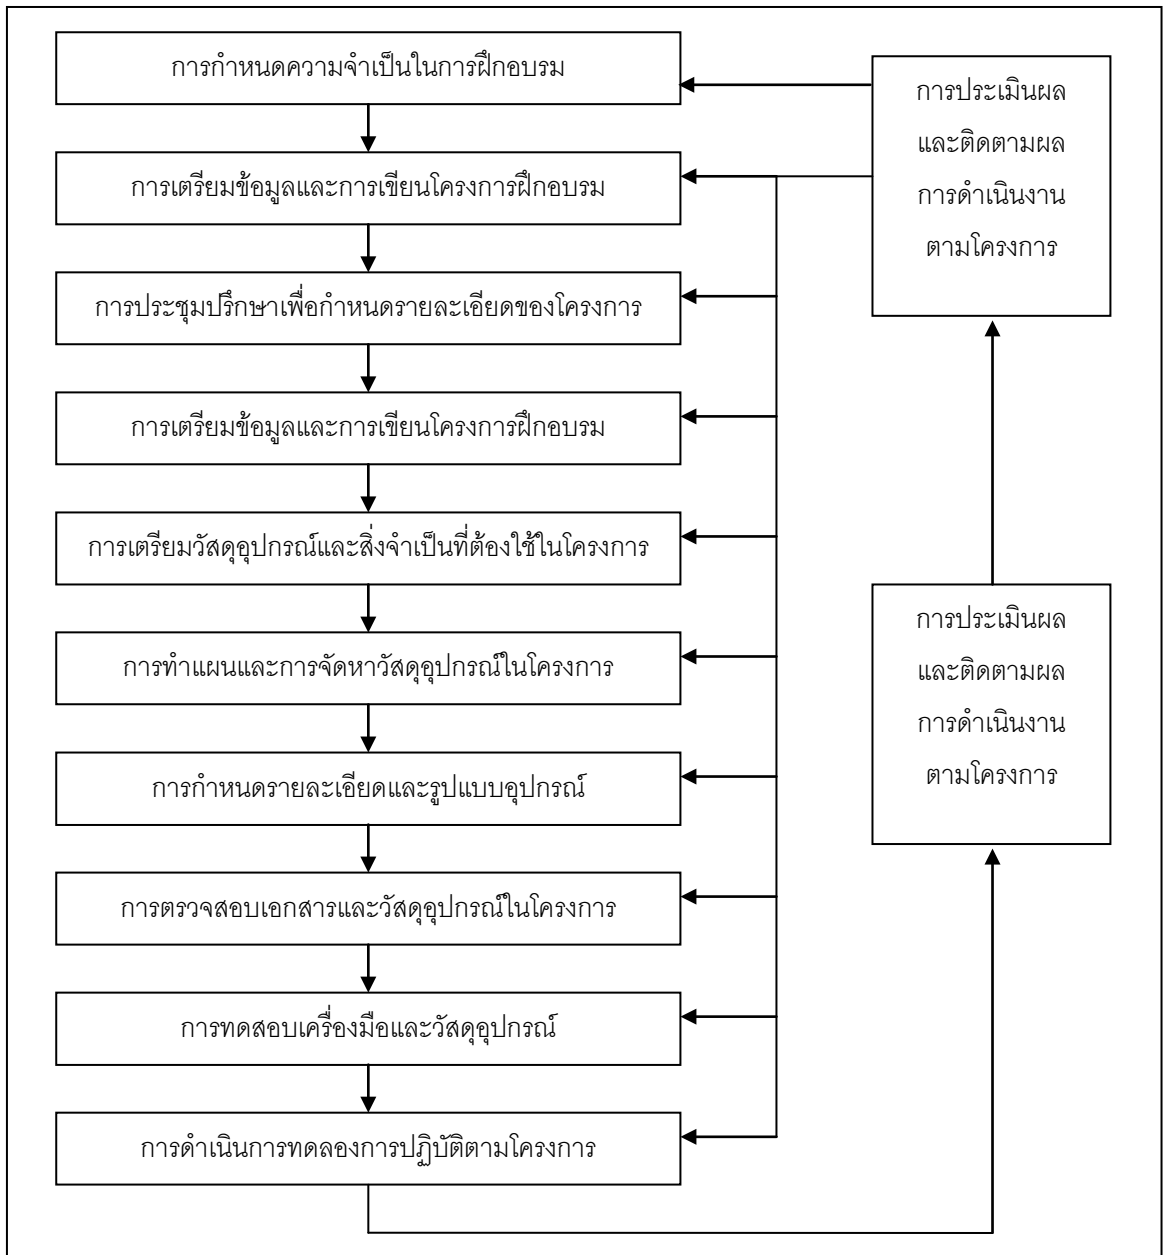 การกำหนดความจำเป็นในการฝึกอบรม
การเตรียมข้อมูลและการเขียนโครงการฝึกอบรม
การประชุมปรึกษาเพื่อกำหนดรายละเอียดของโครงการ
การเตรียมข้อมูลและการเขียนโครงการฝึกอบรม
การเตรียมวัสดุอุปกรณ์และสิ่งจำเป็นที่ต้องใช้ในโครงการ
การทำแผนและการจัดหาวัสดุอุปกรณ์ในโครงการ
การกำหนดรายละเอียดและรูปแบบอุปกรณ์
การตรวจสอบเอกสารและวัสดุอุปกรณ์ในโครงการ
การทดสอบเครื่องมือและวัสดุอุปกรณ์
การดำเนินการทดลองการปฏิบัติตามโครงการ
การประเมินผล
และติดตามผล
การดำเนินงาน
ตามโครงการ
การประเมินผล
และติดตามผล
การดำเนินงาน
ตามโครงการ